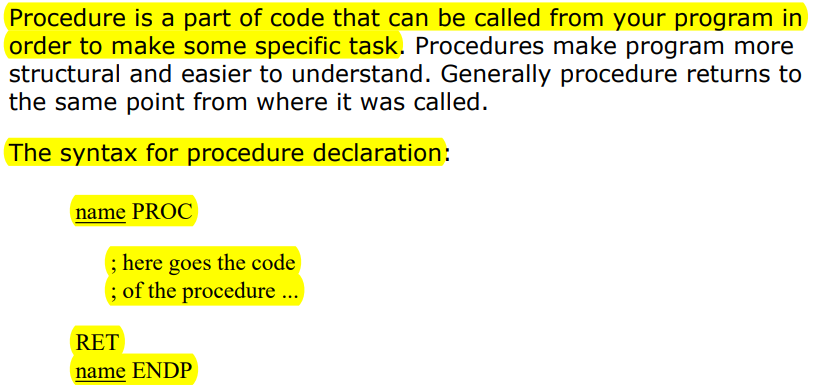 Procedure is a part of code that can be called from your program in
order to make some specific task. Procedures make program more
structural and easier to understand. Generally procedure returns to
the same point from where it was called.
The syntax for procedure declaration:
name PROC
; here goes the code
; of the procedure ...
RET
name ENDP